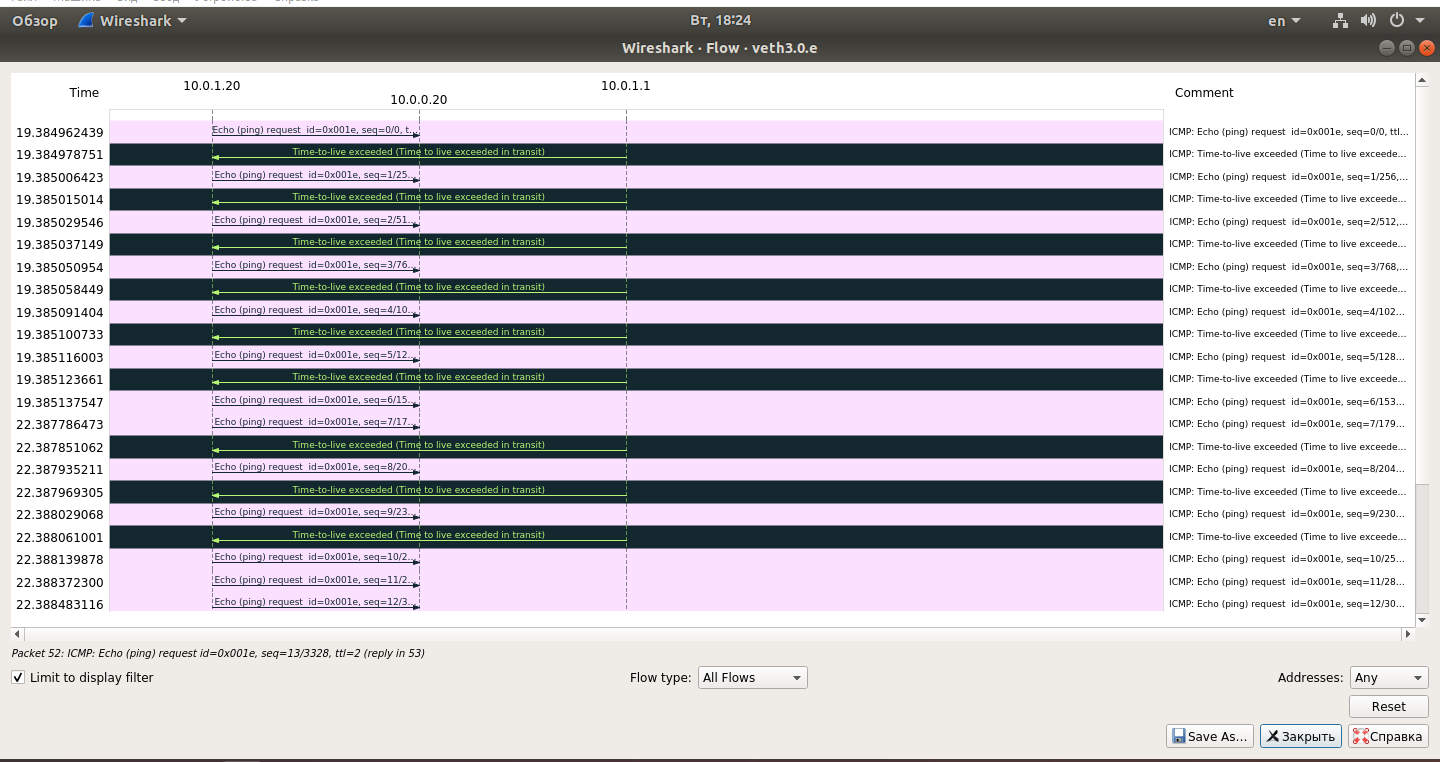 Обзор Wireshark Вт, 18:24 en
Wireshark · Flow · veth3.0.e
Time 10.0.1.20 10.0.0.20 10.0.1.1 Comment
19.384962439 Echo (ping) request id=0x001e, seq=0/0, t... ICMP: Echo (ping) request id=0x001e, seq=0/0, ttl...
19.384978751 Time-to-live exceeded (Time to live exceeded in transit) ICMP: Time-to-live exceeded (Time to live exceede...
19.385006423 Echo (ping) request id=0x001e, seq=1/25... ICMP: Echo (ping) request id=0x001e, seq=1/256,...
19.385015014 Time-to-live exceeded (Time to live exceeded in transit) ICMP: Time-to-live exceeded (Time to live exceede...
19.385029546 Echo (ping) request id=0x001e, seq=2/51... ICMP: Echo (ping) request id=0x001e, seq=2/512,...
19.385037149 Time-to-live exceeded (Time to live exceeded in transit) ICMP: Time-to-live exceeded (Time to live exceede...
19.385050954 Echo (ping) request id=0x001e, seq=3/76... ICMP: Echo (ping) request id=0x001e, seq=3/768,...
19.385058449 Time-to-live exceeded (Time to live exceeded in transit) ICMP: Time-to-live exceeded (Time to live exceede...
19.385091404 Echo (ping) request id=0x001e, seq=4/10... ICMP: Echo (ping) request id=0x001e, seq=4/102...
19.385100733 Time-to-live exceeded (Time to live exceeded in transit) ICMP: Time-to-live exceeded (Time to live exceede...
19.385116003 Echo (ping) request id=0x001e, seq=5/12... ICMP: Echo (ping) request id=0x001e, seq=5/128...
19.385123661 Time-to-live exceeded (Time to live exceeded in transit) ICMP: Time-to-live exceeded (Time to live exceede...
19.385137547 Echo (ping) request id=0x001e, seq=6/15... ICMP: Echo (ping) request id=0x001e, seq=6/153...
22.387786473 Echo (ping) request id=0x001e, seq=7/17... ICMP: Echo (ping) request id=0x001e, seq=7/179...
22.387851062 Time-to-live exceeded (Time to live exceeded in transit) ICMP: Time-to-live exceeded (Time to live exceede...
22.387935211 Echo (ping) request id=0x001e, seq=8/20... ICMP: Echo (ping) request id=0x001e, seq=8/204...
22.387969305 Time-to-live exceeded (Time to live exceeded in transit) ICMP: Time-to-live exceeded (Time to live exceede...
22.388029068 Echo (ping) request id=0x001e, seq=9/23... ICMP: Echo (ping) request id=0x001e, seq=9/230...
22.388061001 Time-to-live exceeded (Time to live exceeded in transit) ICMP: Time-to-live exceeded (Time to live exceede...
22.388139878 Echo (ping) request id=0x001e, seq=10/2... ICMP: Echo (ping) request id=0x001e, seq=10/25...
22.388372300 Echo (ping) request id=0x001e, seq=11/2... ICMP: Echo (ping) request id=0x001e, seq=11/28...
22.388483116 Echo (ping) request id=0x001e, seq=12/3... ICMP: Echo (ping) request id=0x001e, seq=12/30...
Packet 52: ICMP: Echo (ping) request id=0x001e, seq=13/3328, ttl=2 (reply in 53)
Limit to display filter Flow type: All Flows Addresses: Any
Reset
Save As... Закрыть Справка